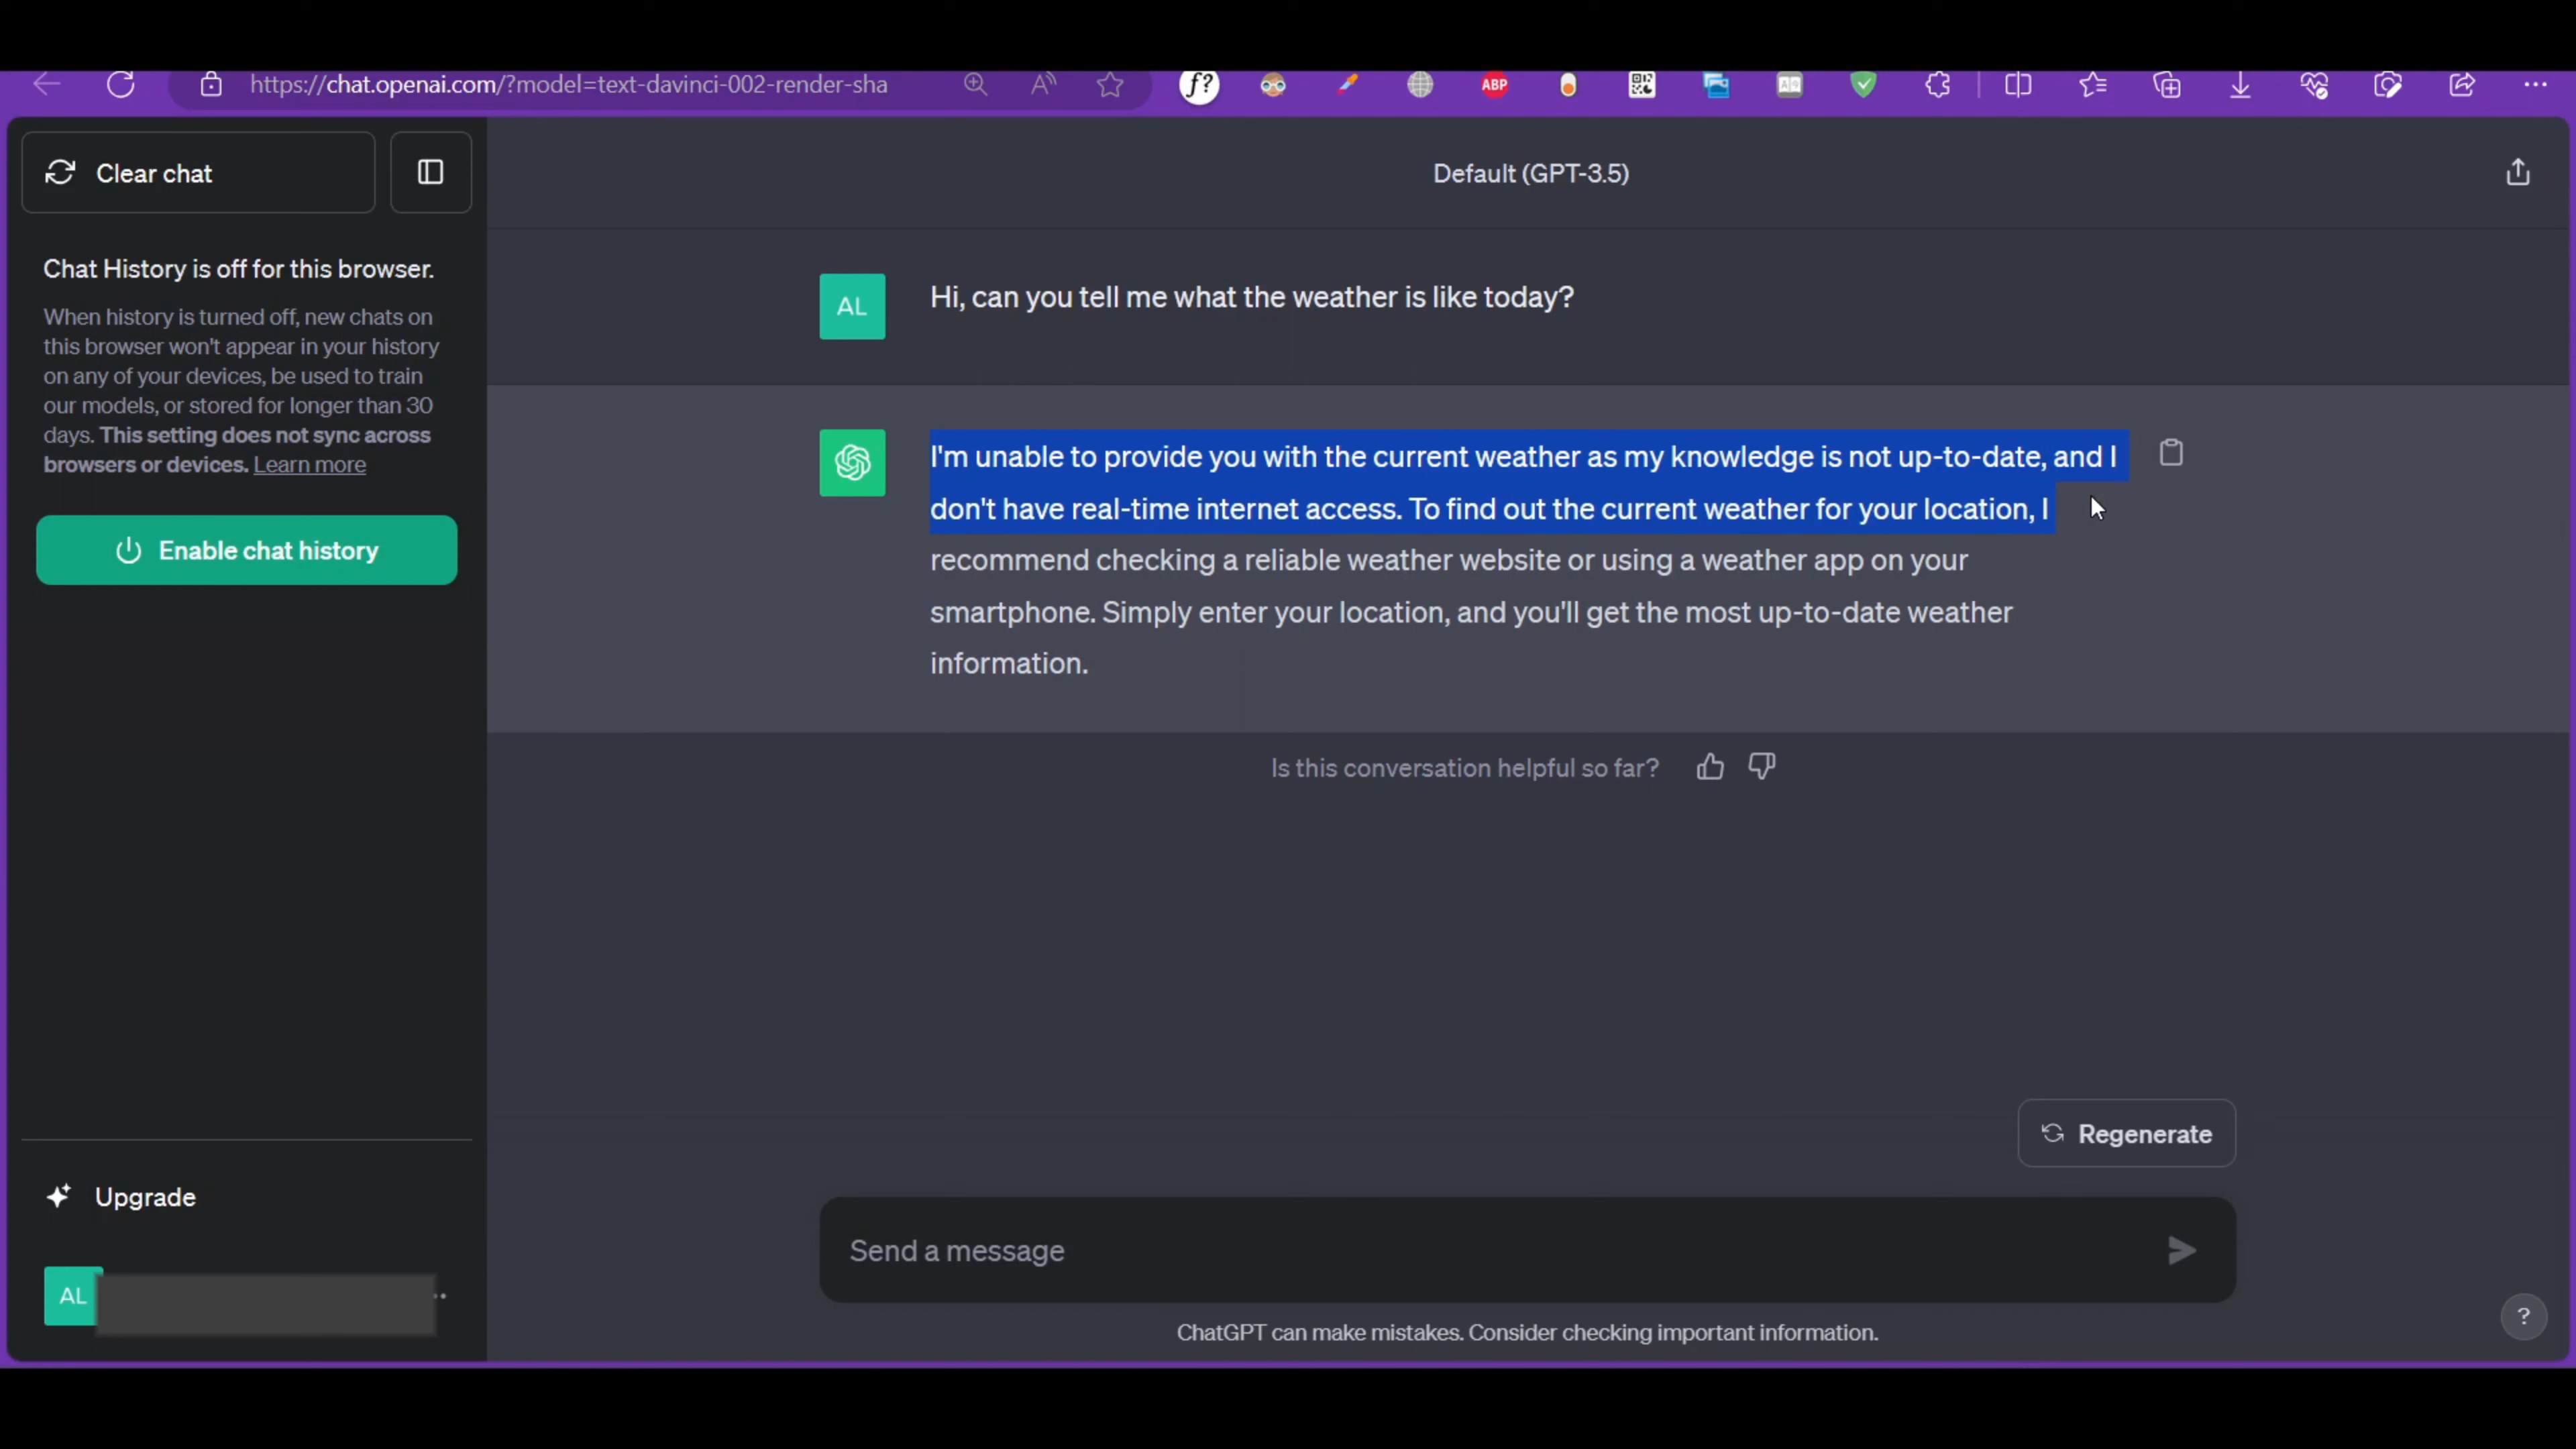 https://chat.openai.com/?model=text-davinci-002-render-sha
f?
ABP
Clear chat
Default (GPT-3.5)
Chat History is off for this browser.
When history is turned off, new chats on
this browser won't appear in your history
on any of your devices, be used to train
our models, or stored for longer than 30
days. This setting does not sync across
browsers or devices. Learn more
Enable chat history
AL
Hi, can you tell me what the weather is like today?
I'm unable to provide you with the current weather as my knowledge is not up-to-date, and I
don't have real-time internet access. To find out the current weather for your location, I
recommend checking a reliable weather website or using a weather app on your
smartphone. Simply enter your location, and you'll get the most up-to-date weather
information.
Is this conversation helpful so far?
Regenerate
Upgrade
AL
Send a message
ChatGPT can make mistakes. Consider checking important information.
?